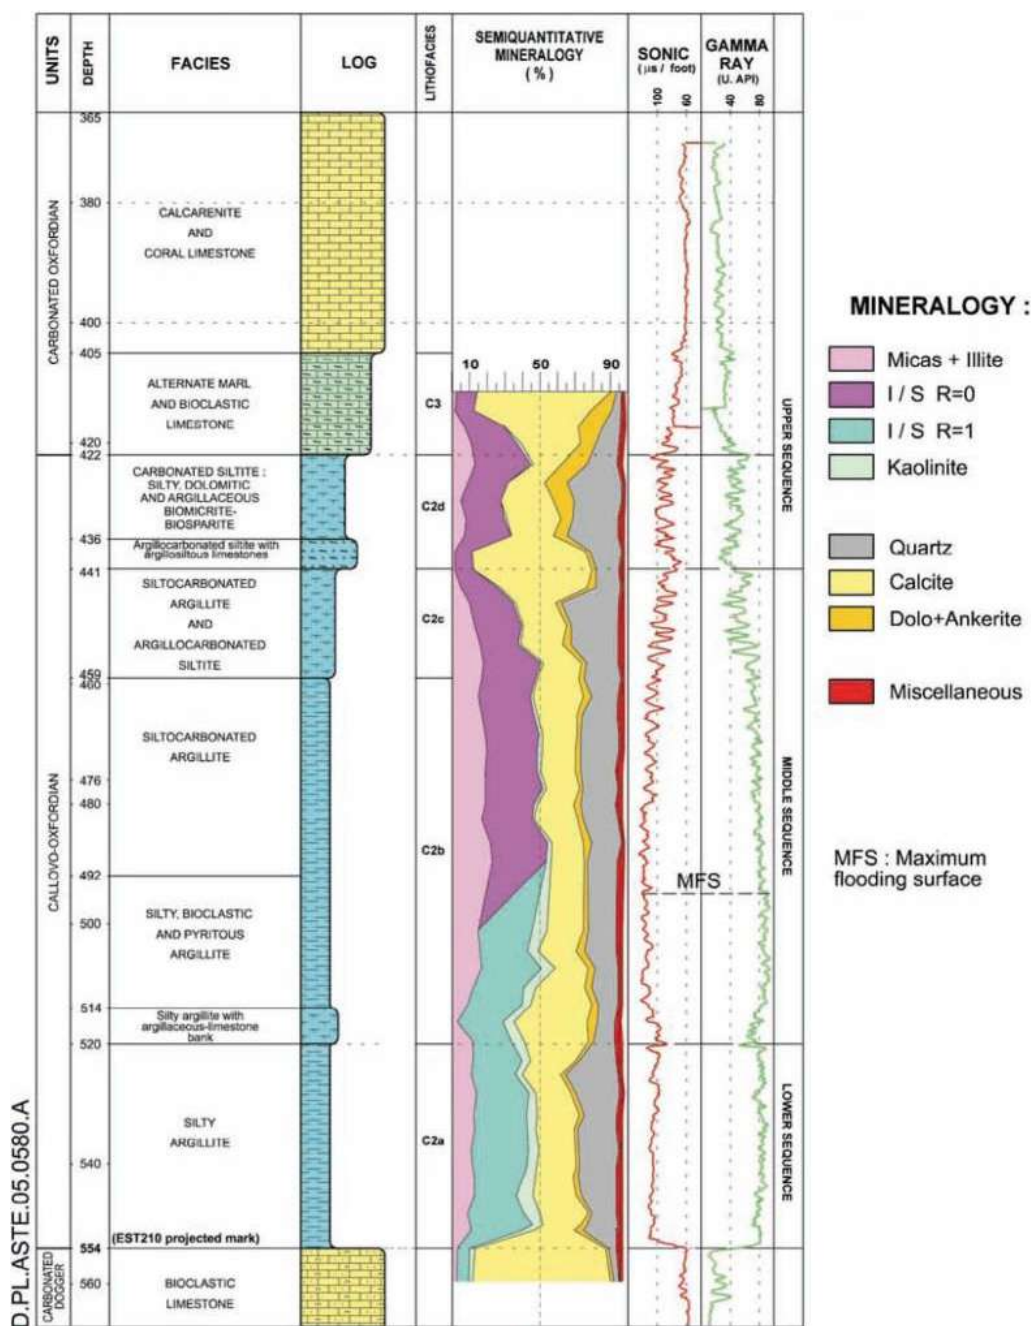 UNITS
DEPTH
FACIES
LOG
LITHOFACIES
SEMIQUANTITATIVE
MINERALOGY
( % )
SONIC
(µs / foot)
100
60
GAMMA
RAY
(U. API)
40
80
365
380
400
405
420
422
436
441
459
460
476
480
492
500
514
520
540
554
560
CARBONATED OXFORDIAN
CALLOVO-OXFORDIAN
CARBONATED
DOGGER
CALCARENITE
AND
CORAL LIMESTONE
ALTERNATE MARL
AND BIOCLASTIC
LIMESTONE
CARBONATED SILTITE :
SILTY, DOLOMITIC
AND ARGILLACEOUS
BIOMICRITE-
BIOSPARITE
Argillocarbonated siltite with
argilosiltous limestones
SILTOCARBONATED
ARGILLITE
AND
ARGILLOCARBONATED
SILTITE
SILTOCARBONATED
ARGILLITE
SILTY, BIOCLASTIC
AND PYRITOUS
ARGILLITE
Silty argillite with
argillaceous-limestone
bank
SILTY
ARGILLITE
(EST210 projected mark)
BIOCLASTIC
LIMESTONE
10 50 90
C3
C2d
C2c
C2b
C2a
MFS
UPPER SEQUENCE
MIDDLE SEQUENCE
LOWER SEQUENCE
MINERALOGY :
Micas + Illite
I / S R=0
I / S R=1
Kaolinite
Quartz
Calcite
Dolo+Ankerite
Miscellaneous
MFS : Maximum
flooding surface
D.PL.ASTE.05.0580.A